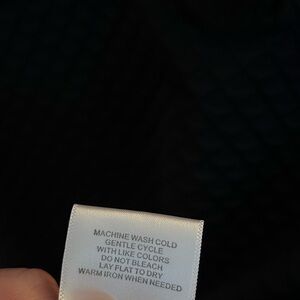 MACHINE WASH COLD
GENTLE CYCLE
WITH LIKE COLORS
DO NOT BLEACH
LAY FLAT TO DRY
WARM IRON WHEN NEEDED